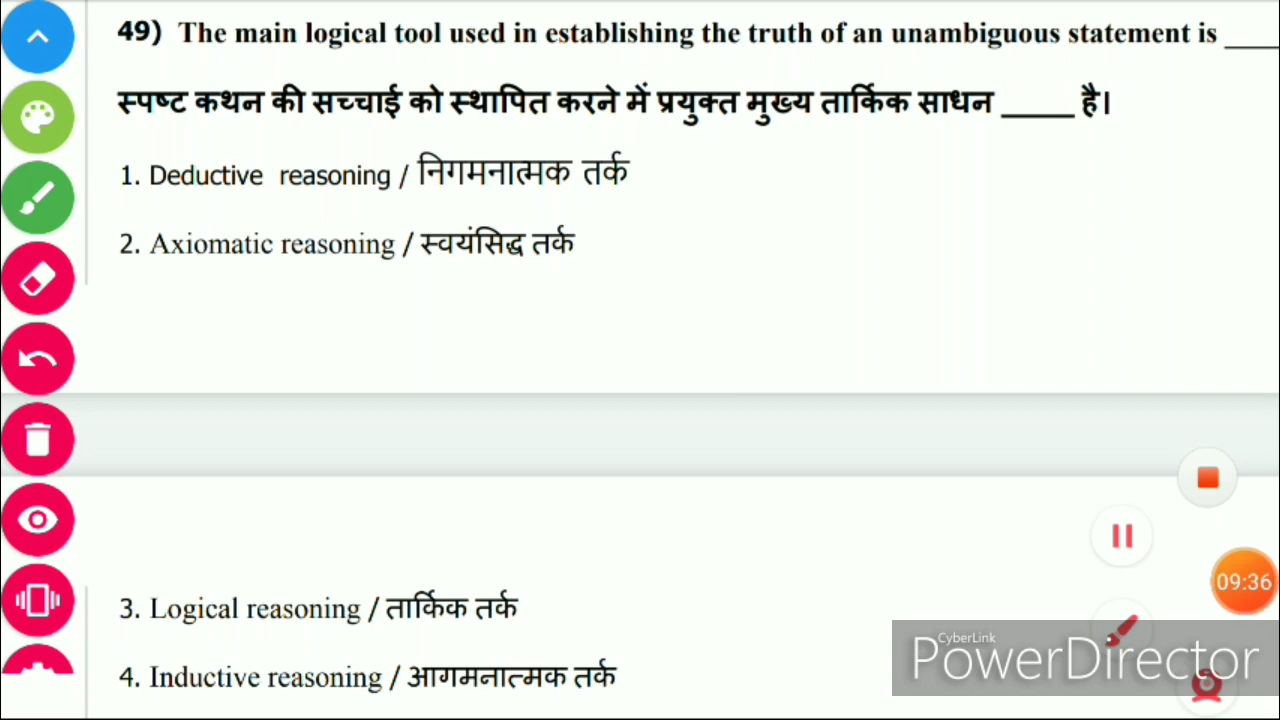 49) The main logical tool used in establishing the truth of an unambiguous statement is ____
स्पष्ट कथन की सच्चाई को स्थापित करने में प्रयुक्त मुख्य तार्किक साधन _____ है।
1. Deductive reasoning / निगमनात्मक तर्क
2. Axiomatic reasoning / स्वयंसिद्ध तर्क
09:36
3. Logical reasoning / तार्किक तर्क
CyberLink
PowerDirector
4. Inductive reasoning / आगमनात्मक तर्क